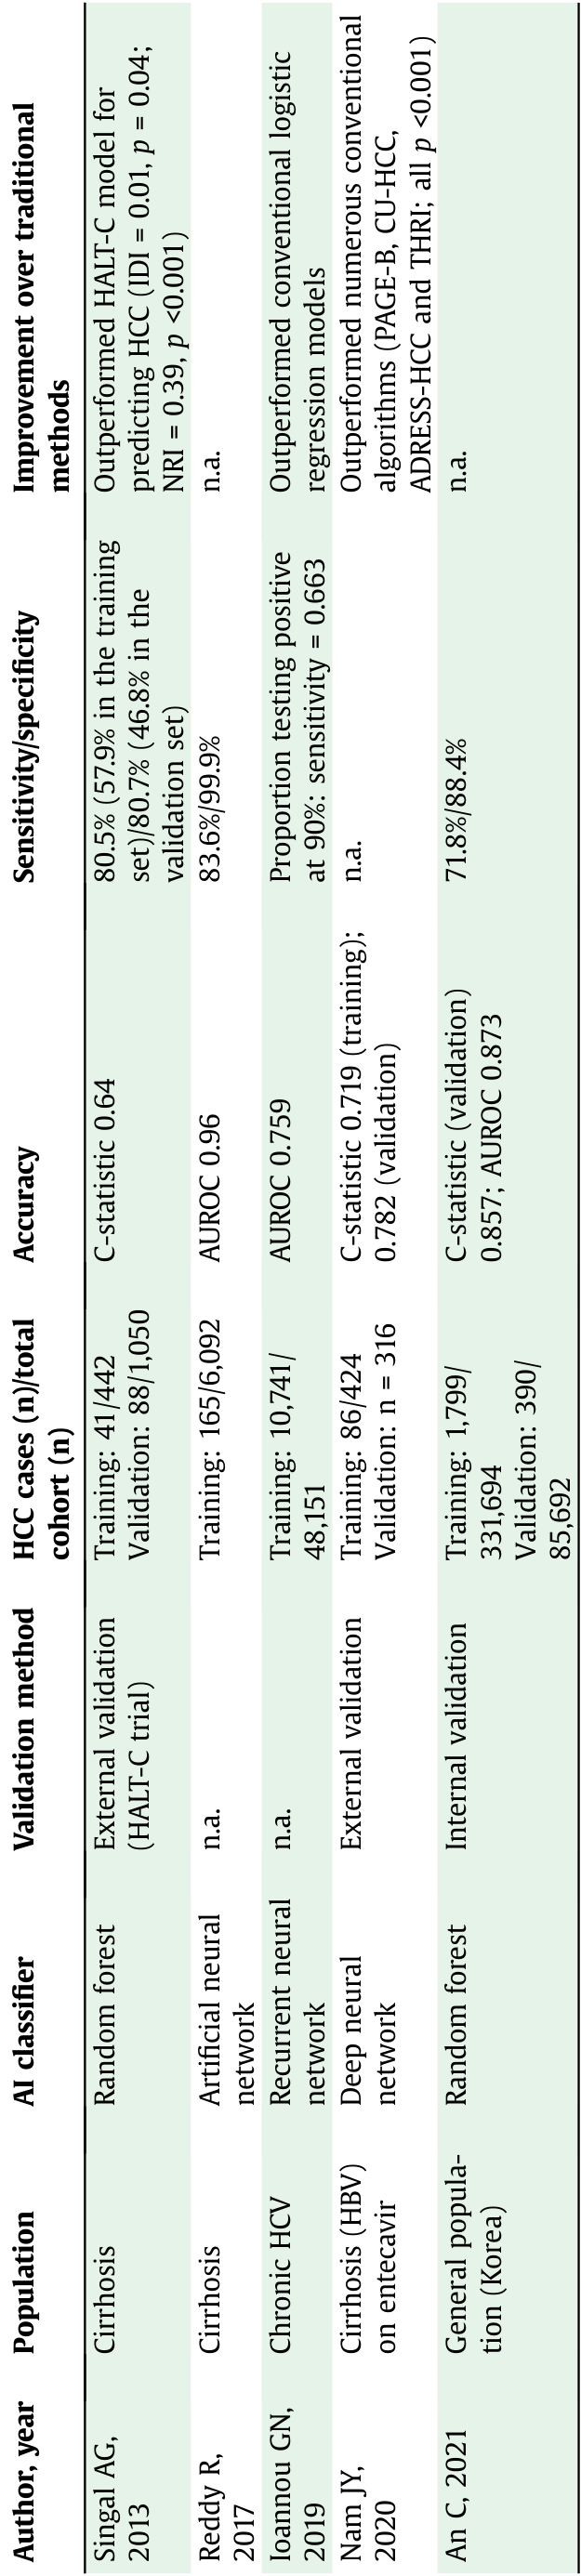 Author, year Population AI classifier Validation method HCC cases (n)/total cohort (n) Accuracy Sensitivity/specificity Improvement over traditional methods
Singal AG, 2013 Cirrhosis Random forest External validation (HALT-C trial) Training: 41/442 Validation: 88/1,050 C-statistic 0.64 80.5% (57.9% in the training set)/80.7% (46.8% in the validation set) Outperformed HALT-C model for predicting HCC (IDI = 0.01, p = 0.04; NRI = 0.39, p <0.001)
Reddy R, 2017 Cirrhosis Artificial neural network n.a. Training: 165/6,092 AUROC 0.96 83.6%/99.9% n.a.
Ioannou GN, 2019 Chronic HCV Recurrent neural network n.a. Training: 10,741/ 48,151 AUROC 0.759 Proportion testing positive at 90%: sensitivity = 0.663 Outperformed conventional logistic regression models
Nam JY, 2020 Cirrhosis (HBV) on entecavir Deep neural network External validation Training: 86/424 Validation: n = 316 C-statistic 0.719 (training); 0.782 (validation) n.a. Outperformed numerous conventional algorithms (PAGE-B, CU-HCC, ADRESS-HCC and THRI; all p <0.001)
An C, 2021 General popula- tion (Korea) Random forest Internal validation Training: 1,799/ 331,694 Validation: 390/ 85,692 C-statistic (validation) 0.857; AUROC 0.873 71.8%/88.4% n.a.